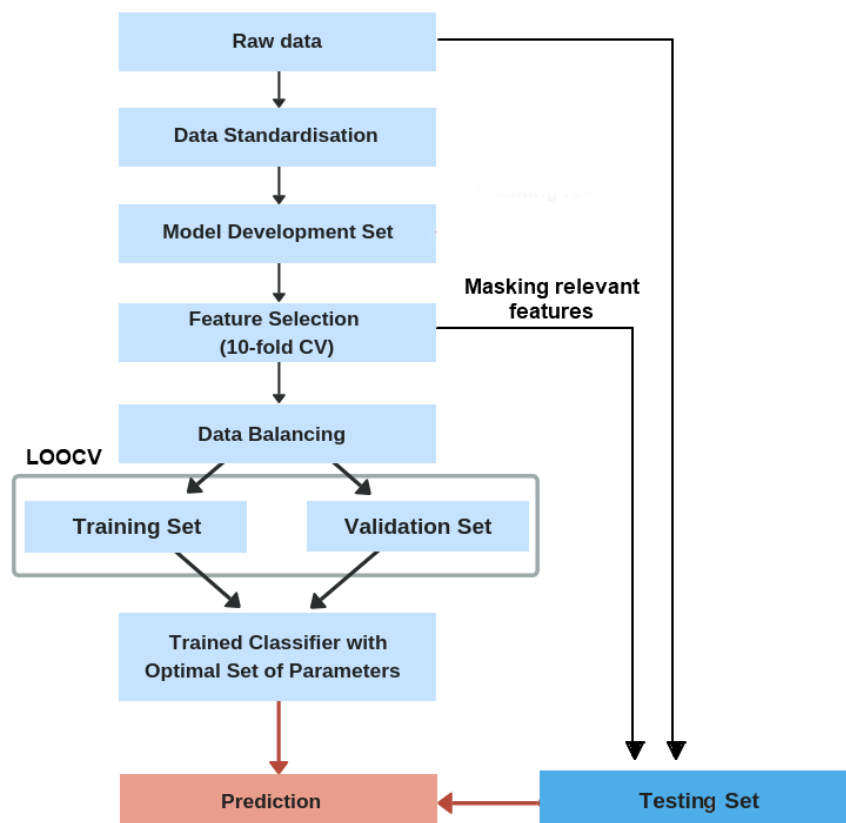 Raw data
Data Standardisation
Model Development Set
Masking relevant
features
Feature Selection
(10-fold CV)
Data Balancing
LOOCV
Training Set
Validation Set
Trained Classifier with
Optimal Set of Parameters
Prediction
Testing Set